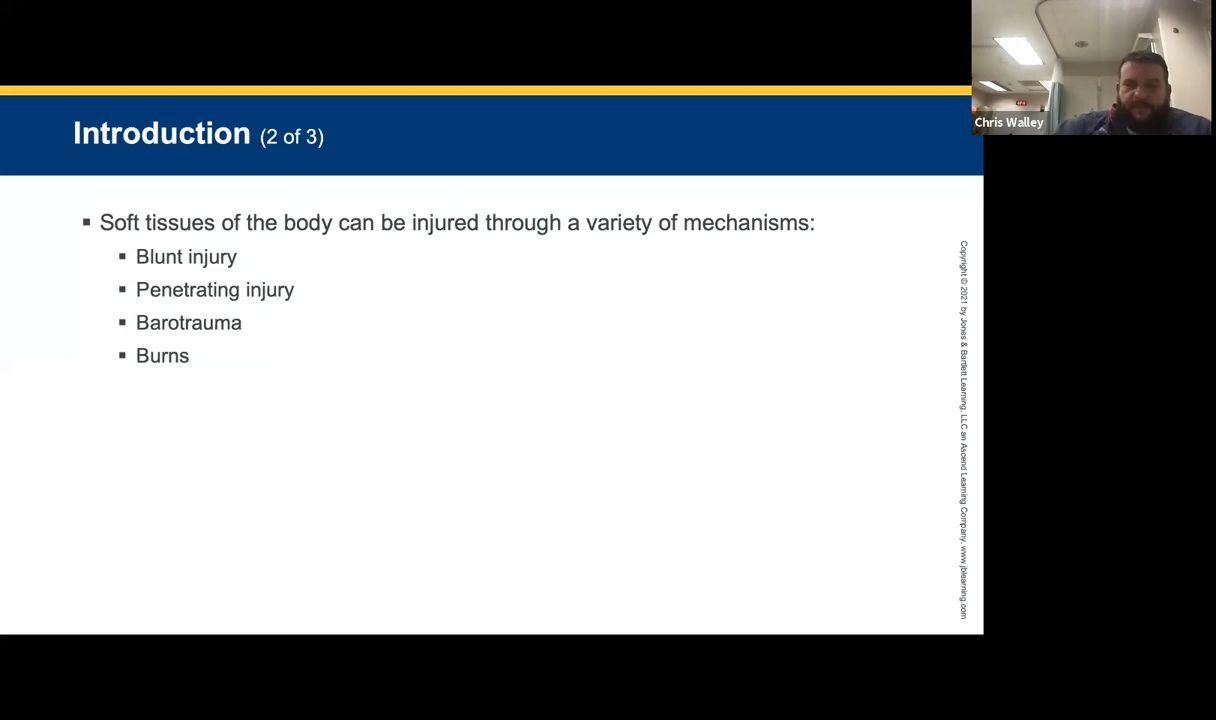 Introduction (2 of 3)
▪ Soft tissues of the body can be injured through a variety of mechanisms:
▪ Blunt injury
▪ Penetrating injury
▪ Barotrauma
▪ Burns
Copyright © 2021 by Jones & Bartlett Learning, LLC an Ascend Learning Company. www.jblearning.com
Chris Walley